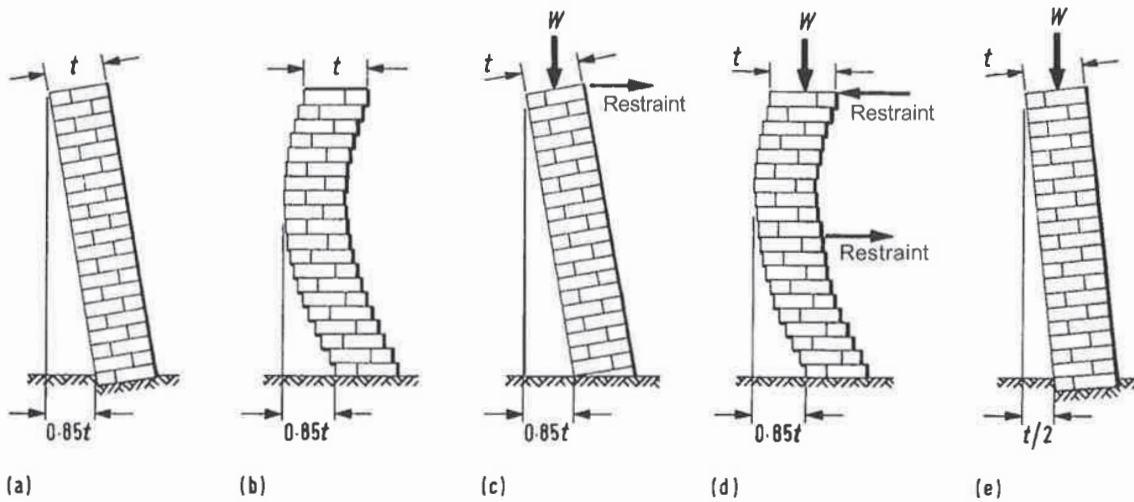 W
W
W
t
t
t
t
t
Restraint
Restraint
Restraint
0·85t
0·85t
0·85t
0·85t
t/2
(a)
(b)
(c)
(d)
(e)